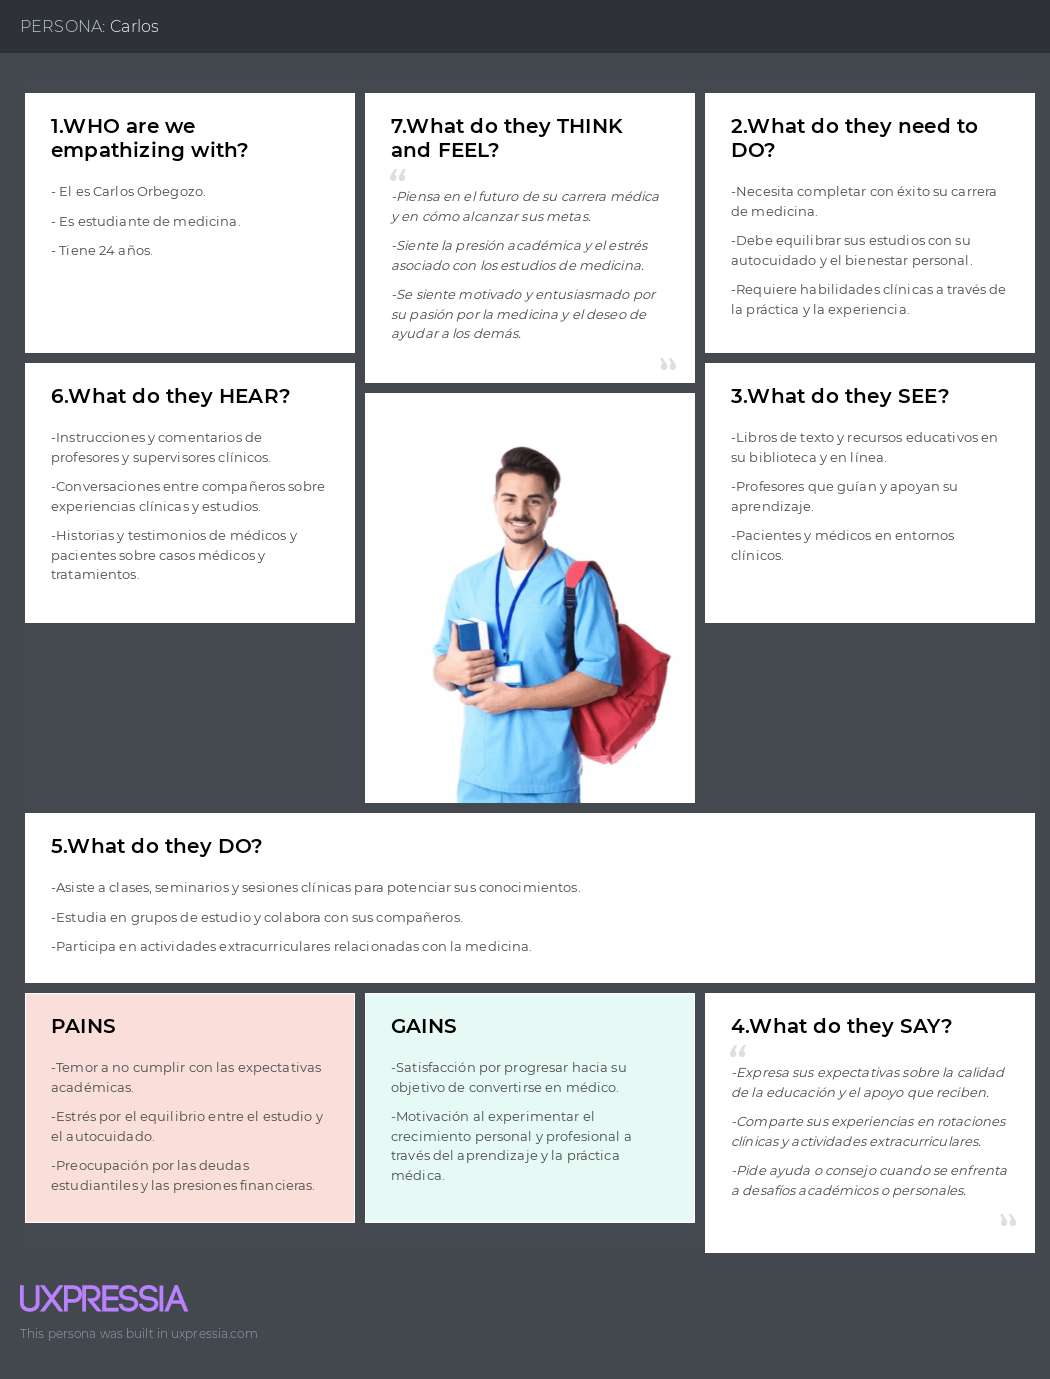 PERSONA: Carlos
1.WHO are we
empathizing with?
- El es Carlos Orbegozo.
- Es estudiante de medicina.
- Tiene 24 años.
7.What do they THINK
and FEEL?
“
-Piensa en el futuro de su carrera médica
y en cómo alcanzar sus metas.
-Siente la presión académica y el estrés
asociado con los estudios de medicina.
-Se siente motivado y entusiasmado por
su pasión por la medicina y el deseo de
ayudar a los demás.
”
2.What do they need to
DO?
-Necesita completar con éxito su carrera
de medicina.
-Debe equilibrar sus estudios con su
autocuidado y el bienestar personal.
-Requiere habilidades clínicas a través de
la práctica y la experiencia.
6.What do they HEAR?
-Instrucciones y comentarios de
profesores y supervisores clínicos.
-Conversaciones entre compañeros sobre
experiencias clínicas y estudios.
-Historias y testimonios de médicos y
pacientes sobre casos médicos y
tratamientos.
3.What do they SEE?
-Libros de texto y recursos educativos en
su biblioteca y en línea.
-Profesores que guían y apoyan su
aprendizaje.
-Pacientes y médicos en entornos
clínicos.
5.What do they DO?
-Asiste a clases, seminarios y sesiones clínicas para potenciar sus conocimientos.
-Estudia en grupos de estudio y colabora con sus compañeros.
-Participa en actividades extracurriculares relacionadas con la medicina.
PAINS
-Temor a no cumplir con las expectativas
académicas.
-Estrés por el equilibrio entre el estudio y
el autocuidado.
-Preocupación por las deudas
estudiantiles y las presiones financieras.
GAINS
-Satisfacción por progresar hacia su
objetivo de convertirse en médico.
-Motivación al experimentar el
crecimiento personal y profesional a
través del aprendizaje y la práctica
médica.
4.What do they SAY?
“
-Expresa sus expectativas sobre la calidad
de la educación y el apoyo que reciben.
-Comparte sus experiencias en rotaciones
clínicas y actividades extracurriculares.
-Pide ayuda o consejo cuando se enfrenta
a desafíos académicos o personales.
”
UXPRESSIA
This persona was built in uxpressia.com